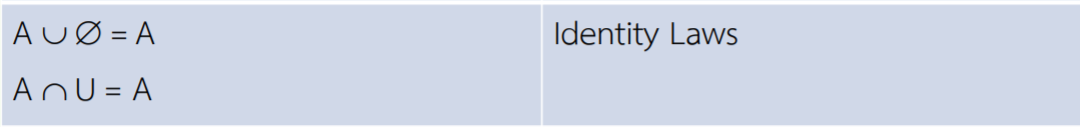 A ∪ ∅ = A
A ∩ U = A
Identity Laws